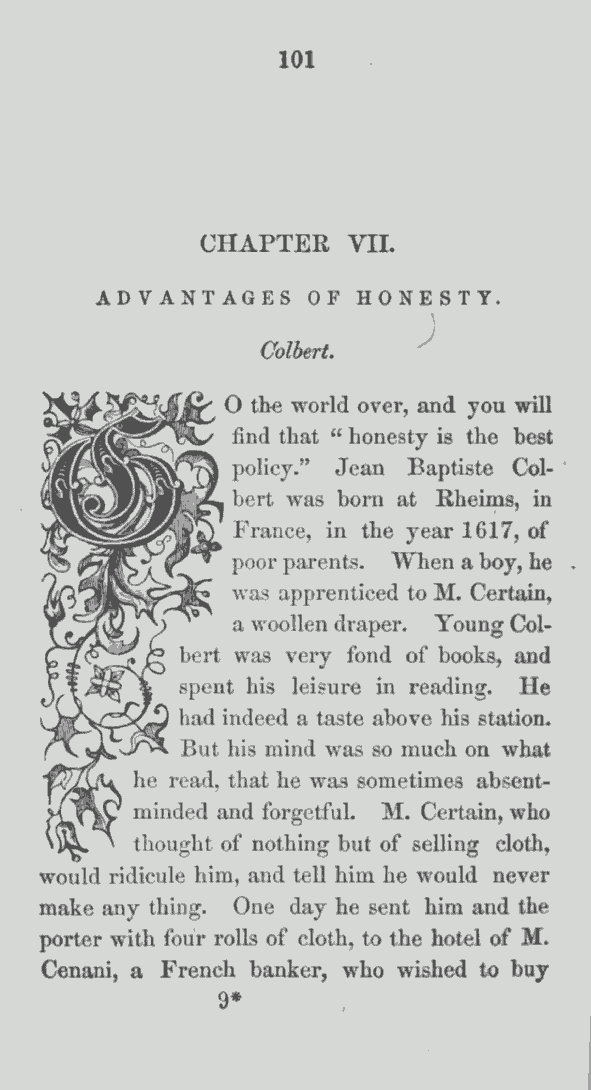 101
CHAPTER VII.
ADVANTAGES OF HONESTY.
Colbert.
GO the world over, and you will
find that “honesty is the best
policy.” Jean Baptiste Col-
bert was born at Rheims, in
France, in the year 1617, of
poor parents. When a boy, he
was apprenticed to M. Certain,
a woollen draper. Young Col-
bert was very fond of books, and
spent his leisure in reading. He
had indeed a taste above his station.
But his mind was so much on what
he read, that he was sometimes absent-
minded and forgetful. M. Certain, who
thought of nothing but of selling cloth,
would ridicule him, and tell him he would never
make any thing. One day he sent him and the
porter with four rolls of cloth, to the hotel of M.
Cenani, a French banker, who wished to buy
9*